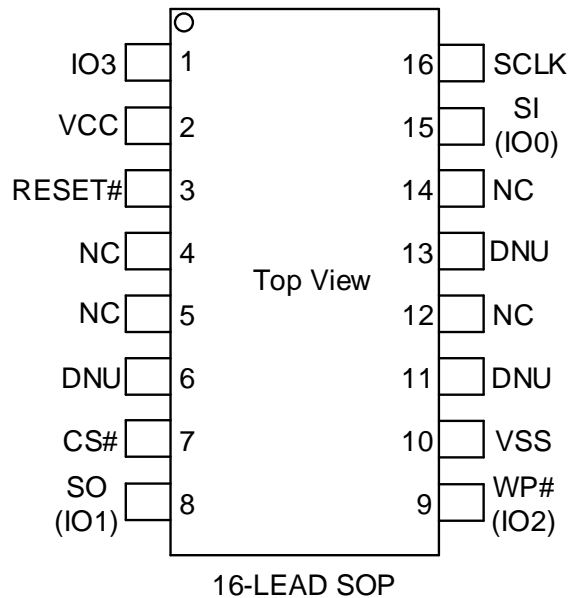 IO3 1 16 SCLK
VCC 2 15 SI
(IO0)
RESET# 3 14 NC
NC 4 13 DNU
Top View
NC 5 12 NC
DNU 6 11 DNU
CS# 7 10 VSS
SO
(IO1) 8 9 WP#
(IO2)
16-LEAD SOP